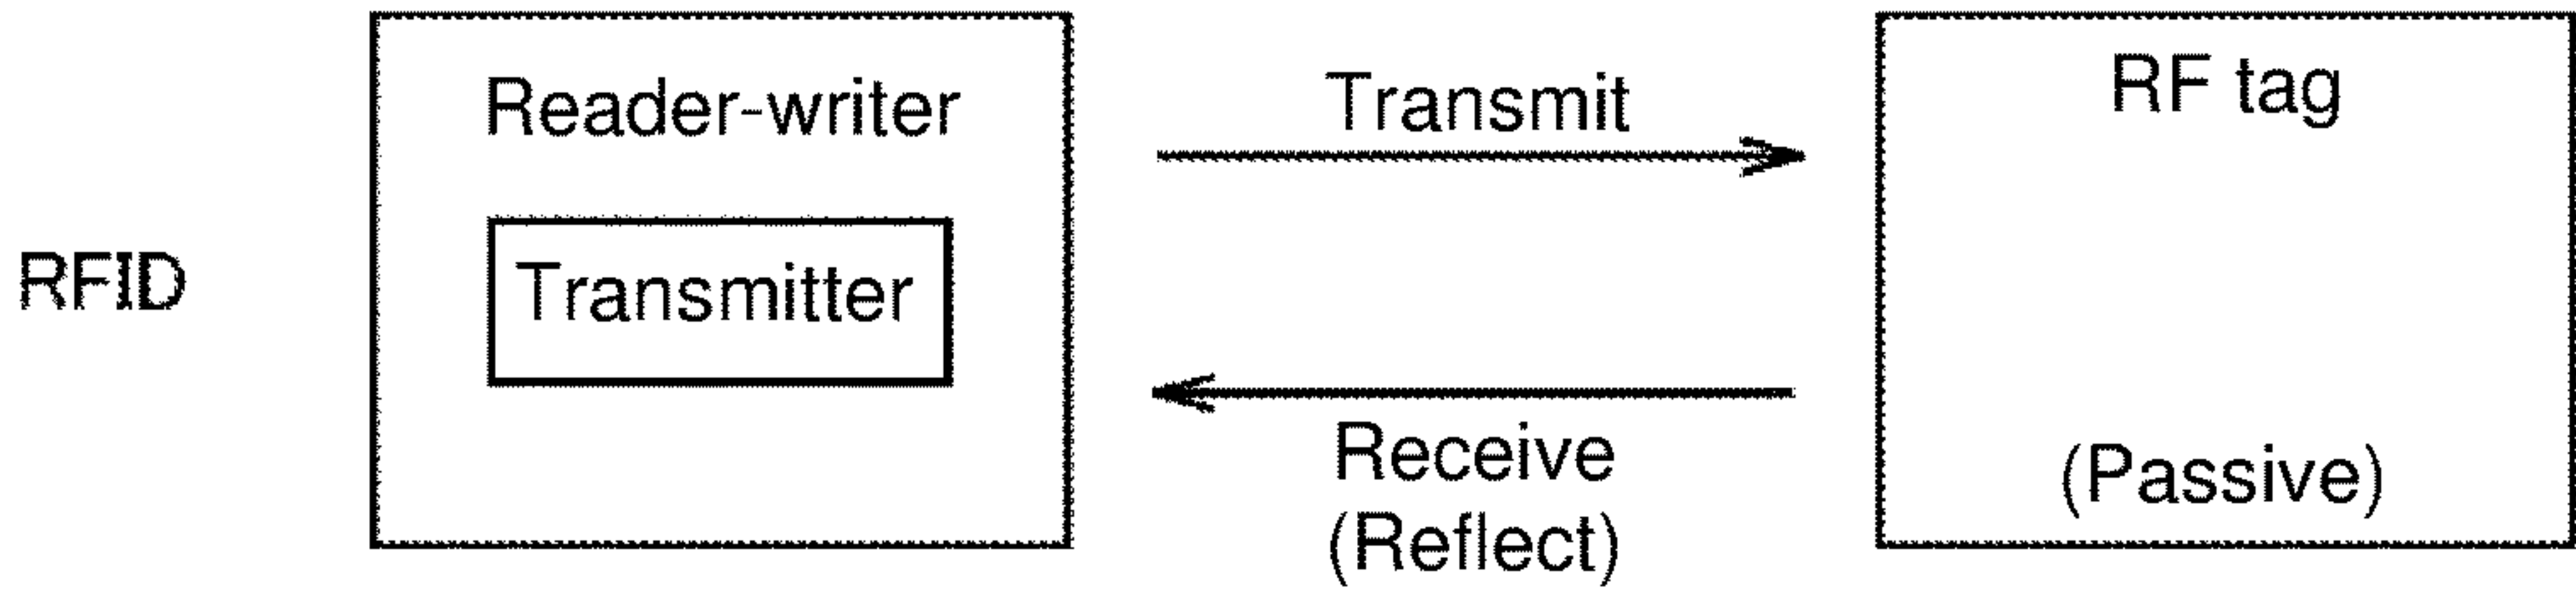 RFID
Reader-writer
Transmitter
Transmit
Receive
(Reflect)
RF tag
(Passive)